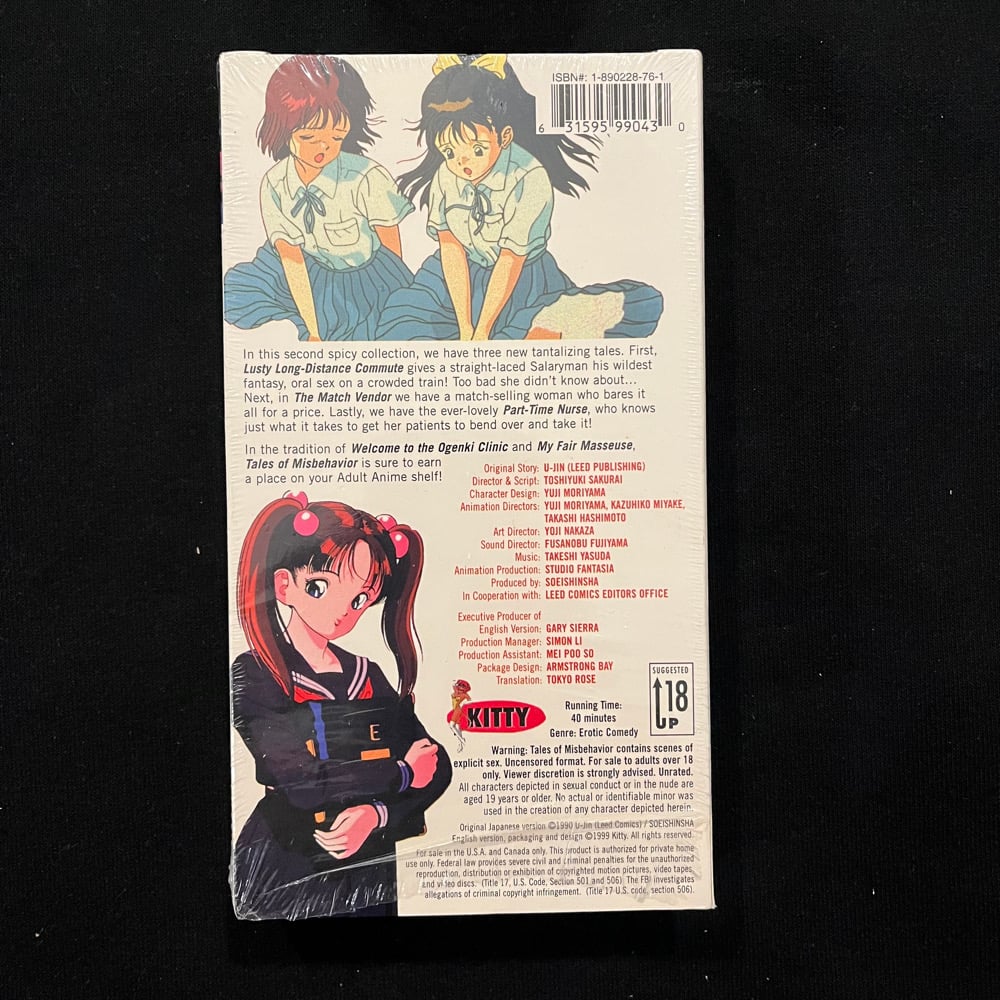 ISBN#: 1-890228-76-1
6 31595 99043 0
In this second spicy collection, we have three new tantalizing tales. First,
Lusty Long-Distance Commute gives a straight-laced Salaryman his wildest
fantasy, oral sex on a crowded train! Too bad she didn't know about...
Next, in The Match Vendor we have a match-selling woman who bares it
all for a price. Lastly, we have the ever-lovely Part-Time Nurse, who knows
just what it takes to get her patients to bend over and take it!
In the tradition of Welcome to the Ogenki Clinic and My Fair Masseuse,
Tales of Misbehavior is sure to earn
a place on your Adult Anime shelf!
Original Story: U-JIN (LEED PUBLISHING)
Director & Script: TOSHIYUKI SAKURAI
Character Design: YUJI MORIYAMA
Animation Directors: YUJI MORIYAMA, KAZUHIKO MIYAKE,
TAKASHI HASHIMOTO
Art Director: YOJI NAKAZA
Sound Director: FUSANOBU FUJIYAMA
Music: TAKESHI YASUDA
Animation Production: STUDIO FANTASIA
Produced by: SOEISHINSHA
In Cooperation with: LEED COMICS EDITORS OFFICE
Executive Producer of
English Version: GARY SIERRA
Production Manager: SIMON LI
Production Assistant: MEI POO SO
Package Design: ARMSTRONG BAY
Translation: TOKYO ROSE
SUGGESTED
18
UP
KITTY
Running Time:
40 minutes
Genre: Erotic Comedy
E
Warning: Tales of Misbehavior contains scenes of
explicit sex. Uncensored format. For sale to adults over 18
only. Viewer discretion is strongly advised. Unrated.
All characters depicted in sexual conduct or in the nude are
aged 19 years or older. No actual or identifiable minor was
used in the creation of any character depicted herein.
Original Japanese version ©1990 U-Jin (Leed Comics) / SOEISHINSHA
English version, packaging and design ©1999 Kitty. All rights reserved.
For sale in the U.S.A. and Canada only. This product is authorized for private home
use only. Federal law provides severe civil and criminal penalties for the unauthorized
reproduction, distribution or exhibition of copyrighted motion pictures, video tapes,
and video discs. (Title 17, U.S. Code, Section 501 and 506). The FBI investigates
allegations of criminal copyright infringement. (Title 17 U.S. code, section 506).